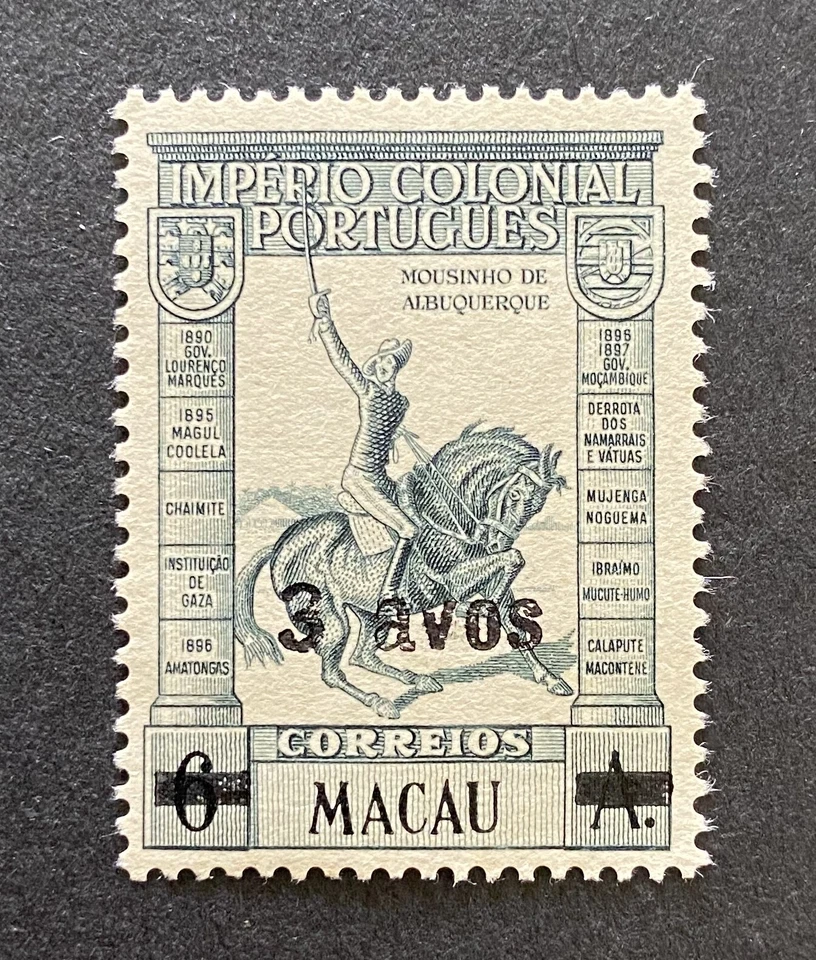 IMPÉRIO COLONIAL
PORTUGUÊS
MOUSINHO DE
ALBUQUERQUE
1890
GOV.
LOURENÇO
MARQUES
1895
MAGUL
COOLELA
CHAIMITE
INSTITUIÇÃO
DE
GAZA
1896
AMATONGAS
1896
1897
GOV.
MOÇAMBIQUE
DERROTA
DOS
NAMARRAIS
E VÁTUAS
MUJENGA
NOGUEMA
IBRAÍMO
MUCUTE-HUMO
CALAPUTE
MACONTENE
3 avos
CORREIOS
6 MACAU A.